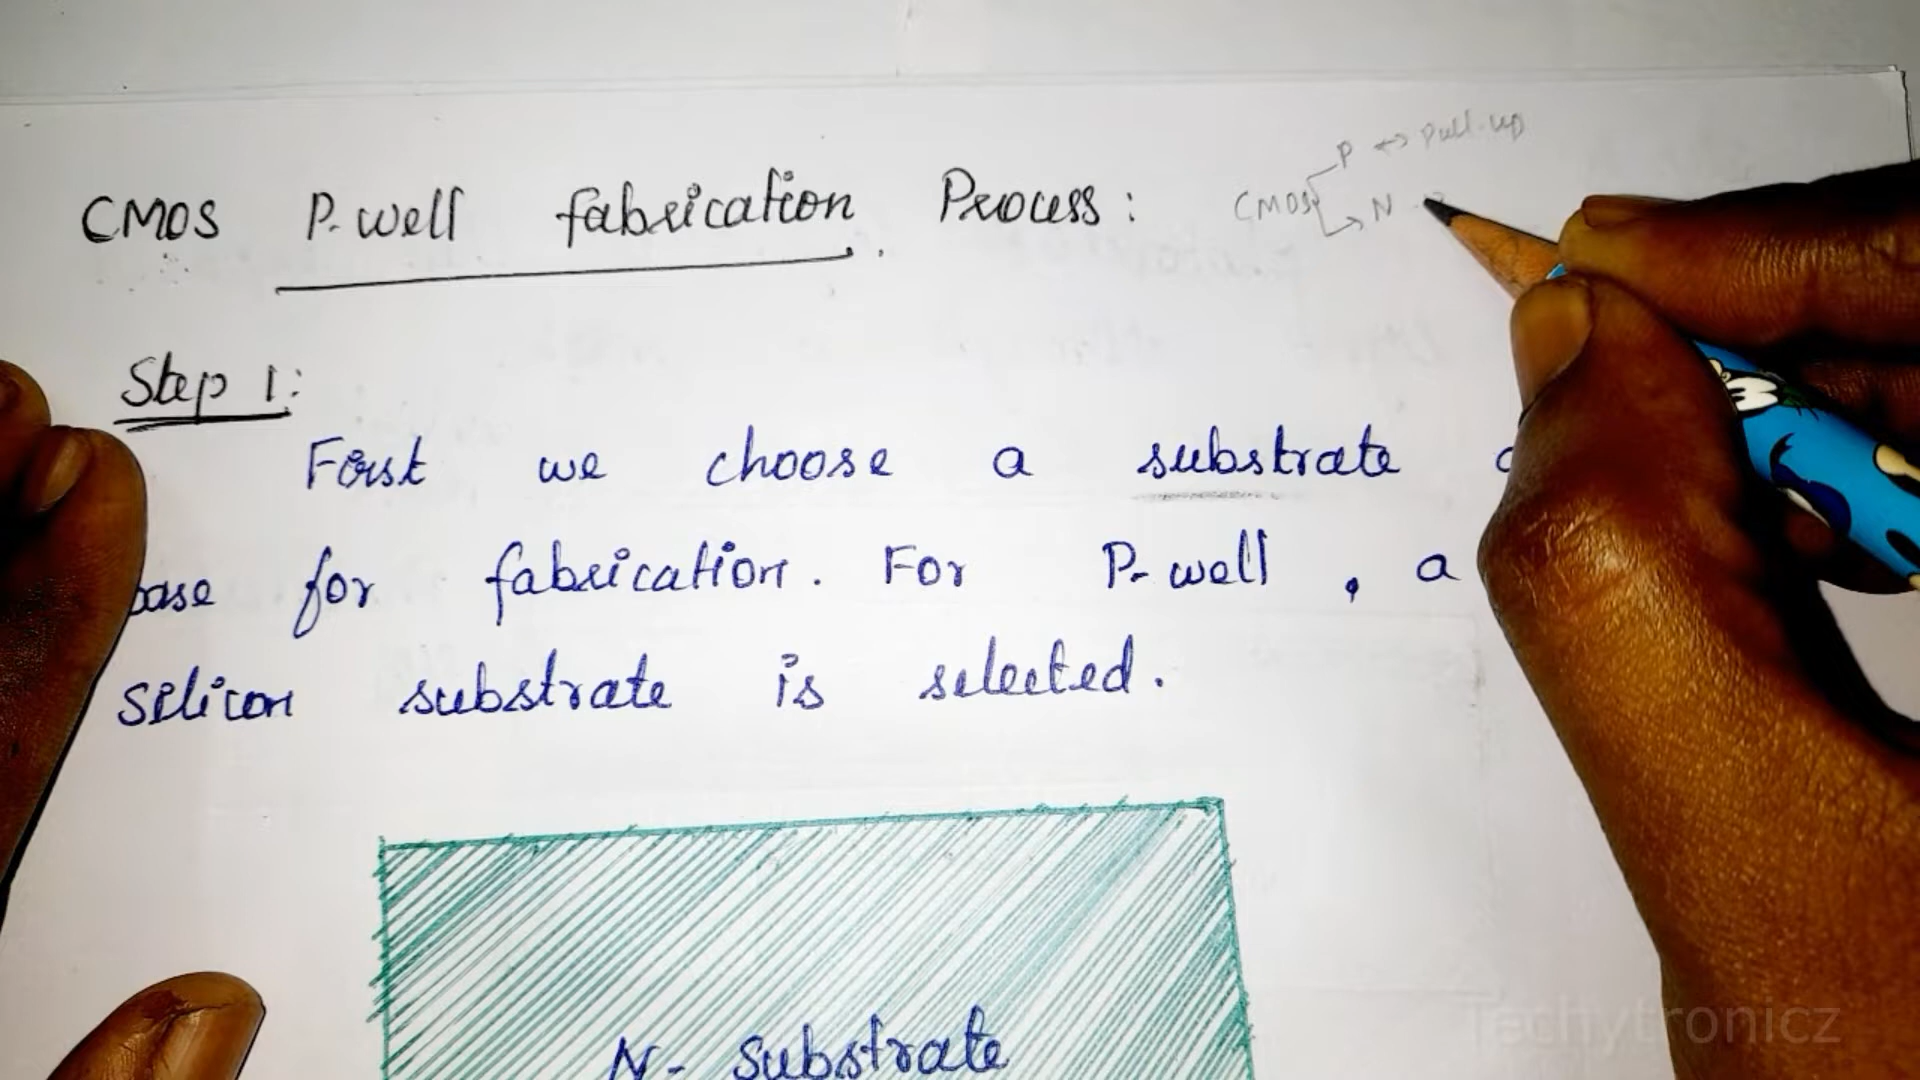 CMOS P-well fabrication Process:
CMOS
P ↔ Pull-up
N
Step 1:
First we choose a substrate
base for fabrication. For P-well, a
silicon substrate is selected.
N- substrate
Techytronicz